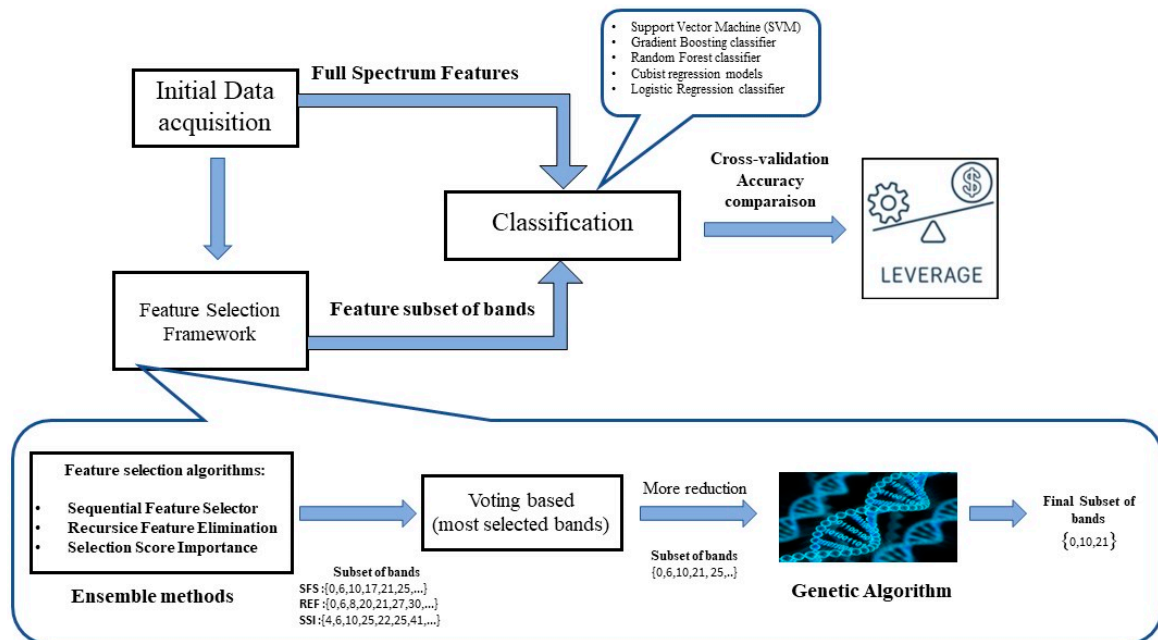 • Support Vector Machine (SVM)
• Gradient Boosting classifier
• Random Forest classifier
• Cubist regression models
• Logistic Regression classifier
Full Spectrum Features
Initial Data
acquisition
Cross-validation
Accuracy
comparaison
Classification
LEVERAGE
Feature Selection
Framework
Feature subset of bands
Feature selection algorithms:
• Sequential Feature Selector
• Recursice Feature Elimination
• Selection Score Importance
Ensemble methods
Subset of bands
SFS :{0,6,10,17,21,25,...}
REF :{0,6,8,20,21,27,30,...}
SSI :{4,6,10,25,22,25,41,...}
Voting based
(most selected bands)
More reduction
Subset of bands
{0,6,10,21, 25,..}
Genetic Algorithm
Final Subset of
bands
{0,10,21}